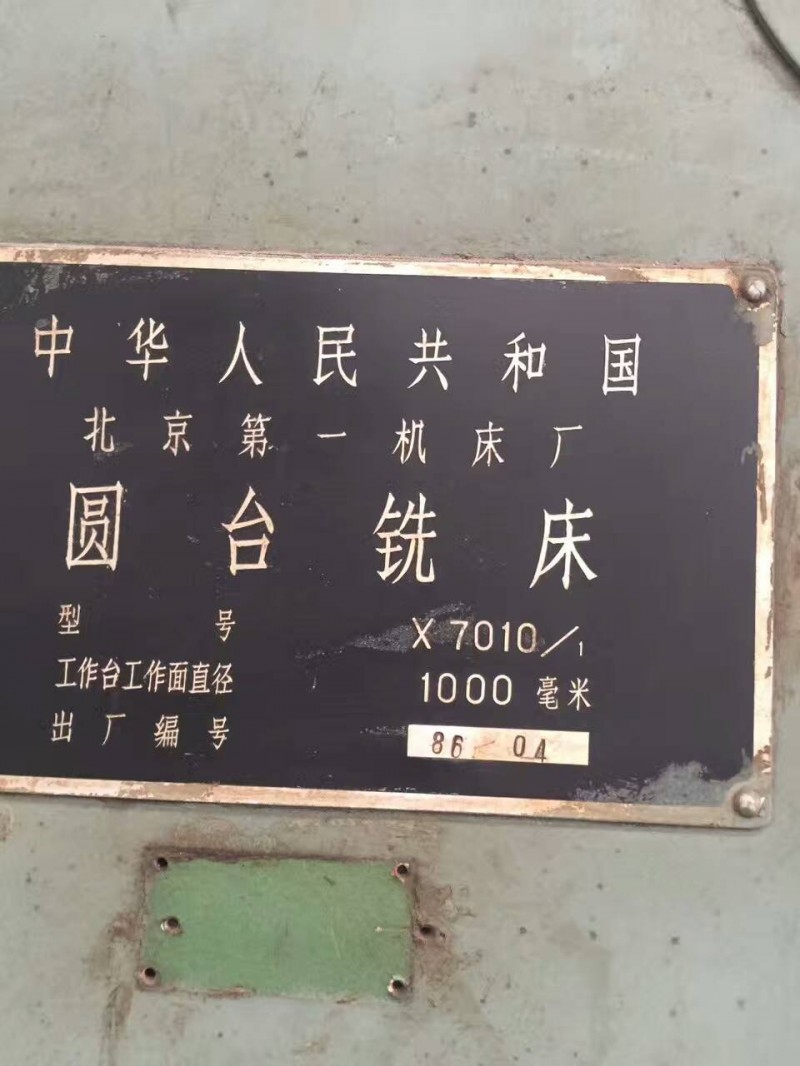 中华人民共和国
北京第一机床厂
圆台铣床
型号 X7010/1
工作台工作面直径 1000毫米
出厂编号 86-04